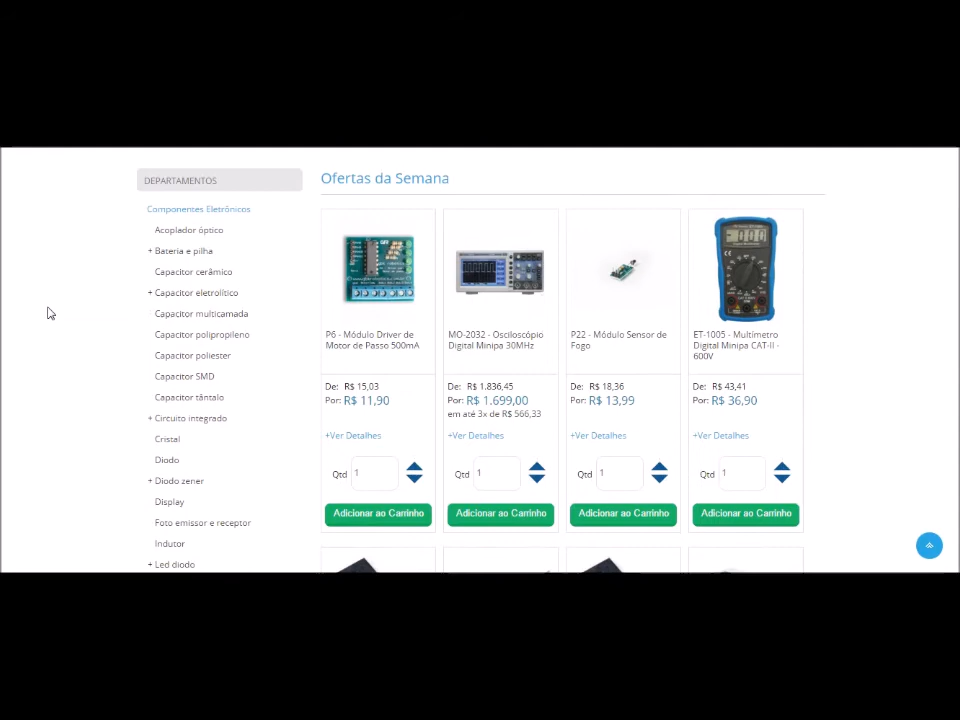 DEPARTAMENTOS
Componentes Eletrônicos
Acoplador óptico
+ Bateria e pilha
Capacitor cerâmico
+ Capacitor eletrolítico
Capacitor multicamada
Capacitor polipropileno
Capacitor poliester
Capacitor SMD
Capacitor tântalo
+ Circuito integrado
Cristal
Diodo
+ Diodo zener
Display
Foto emissor e receptor
Indutor
+ Led diodo
Ofertas da Semana
P6 - Módulo Driver de
Motor de Passo 500mA
De: R$ 15,03
Por: R$ 11,90
+Ver Detalhes
Qtd 1
Adicionar ao Carrinho
MO-2032 - Osciloscópio
Digital Minipa 30MHz
De: R$ 1.836,45
Por: R$ 1.699,00
em até 3x de R$ 566,33
+Ver Detalhes
Qtd 1
Adicionar ao Carrinho
P22 - Módulo Sensor de
Fogo
De: R$ 18,36
Por: R$ 13,99
+Ver Detalhes
Qtd 1
Adicionar ao Carrinho
ET-1005 - Multímetro
Digital Minipa CAT-II -
600V
De: R$ 43,41
Por: R$ 36,90
+Ver Detalhes
Qtd 1
Adicionar ao Carrinho